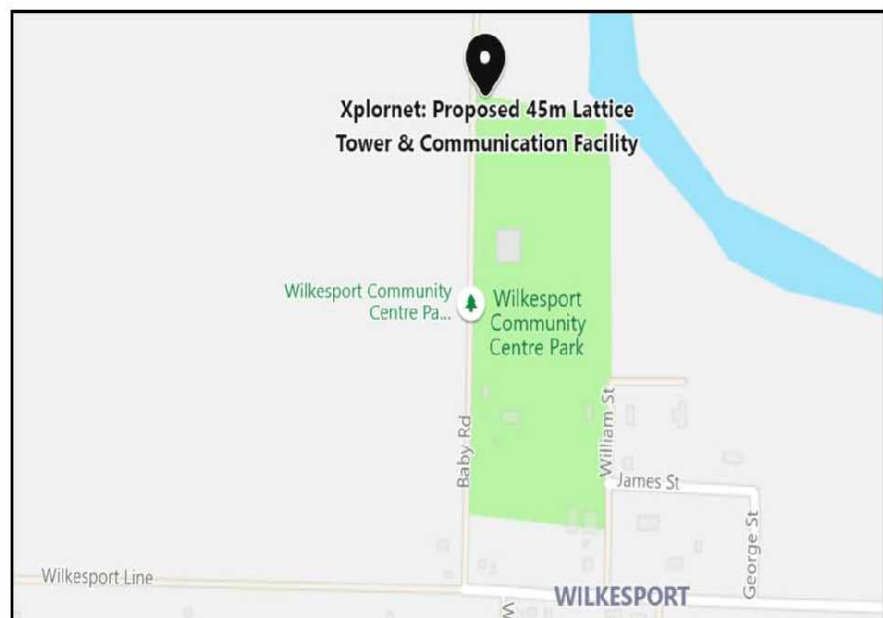 Xplornet: Proposed 45m Lattice
Tower & Communication Facility
Wilkesport Community
Centre Pa...
Wilkesport
Community
Centre Park
Baby Rd
William St
James St
George St
Wilkesport Line
WILKESPORT
W